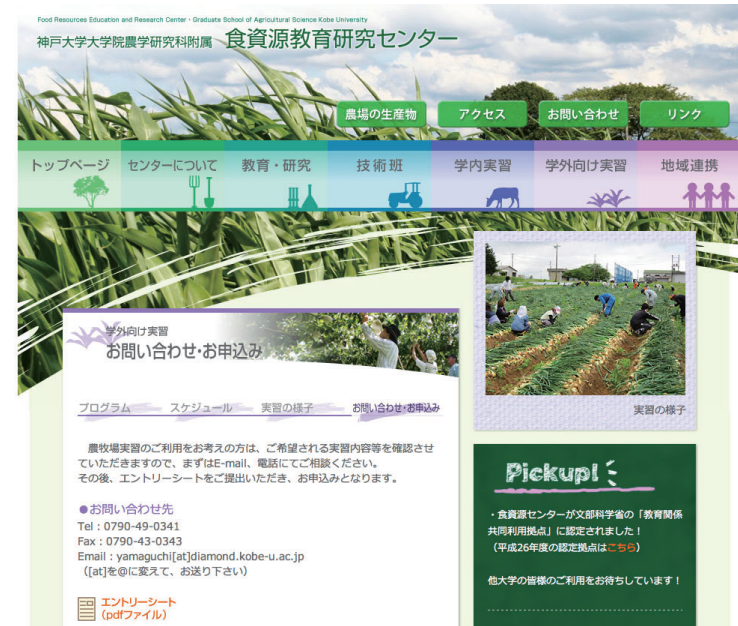 Food Resources Education and Research Center・Graduate School of Agricultural Science Kobe University
神戸大学大学院農学研究科附属 食資源教育研究センター
農場の生産物 アクセス お問い合わせ リンク
トップページ センターについて 教育・研究 技術班 学内実習 学外向け実習 地域連携
学外向け実習
お問い合わせ・お申込み
プログラム スケジュール 実習の様子 お問い合わせ・お申込み
農牧場実習のご利用をお考えの方は、ご希望される実習内容等を確認させ
ていただきますので、まずはE-mail、電話にてご相談ください。
その後、エントリーシートをご提出いただき、お申込みとなります。
●お問い合わせ先
Tel : 0790-49-0341
Fax : 0790-43-0343
Email : yamaguchi[at]diamond.kobe-u.ac.jp
（[at]を@に変えて、お送り下さい）
エントリーシート
（pdfファイル）
実習の様子
Pickup!
・食資源センターが文部科学省の「教育関係
共同利用拠点」に認定されました！
（平成26年度の認定拠点はこちら）
他大学の皆様のご利用をお待ちしています！